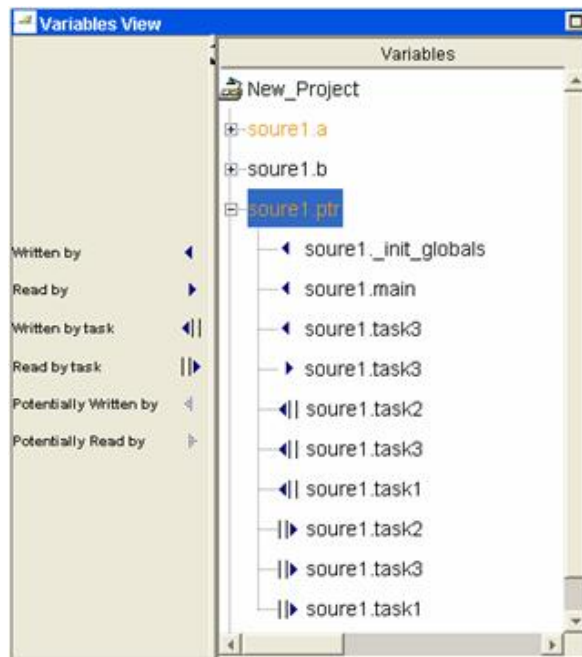 Variables View
Variables
New_Project
soure1.a
soure1.b
soure1.ptr
Written by
soure1._init_globals
Read by
soure1.main
Written by task
soure1.task3
Read by task
soure1.task3
Potentially Written by
soure1.task2
Potentially Read by
soure1.task3
soure1.task1
soure1.task2
soure1.task3
soure1.task1